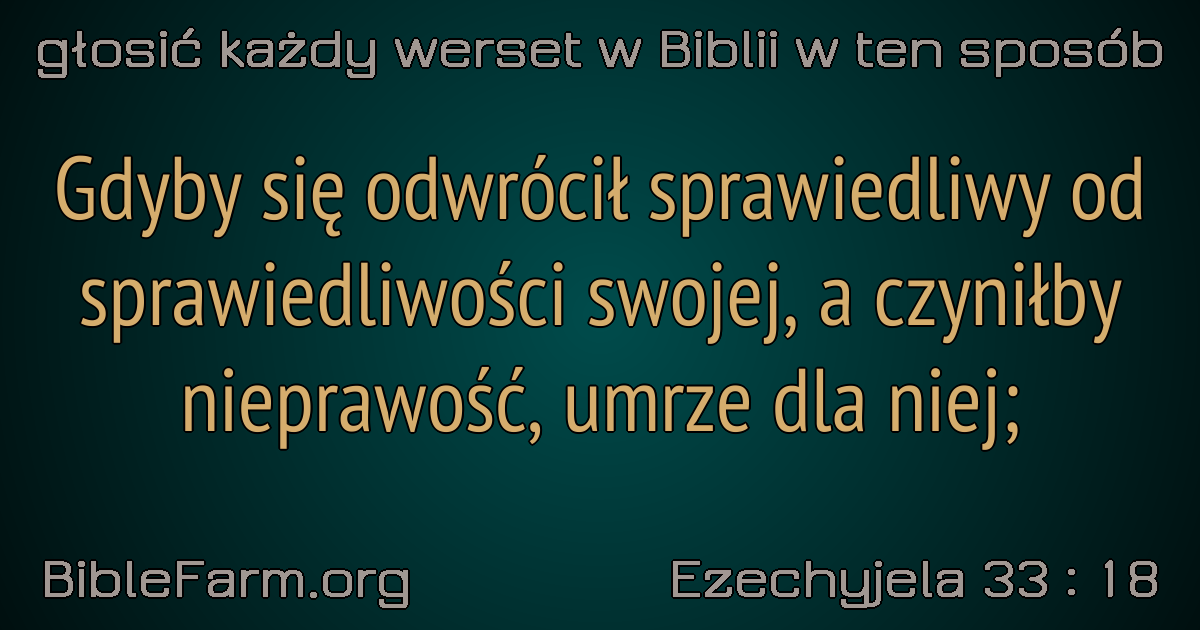 głosić każdy werset w Biblii w ten sposób
Gdyby się odwrócił sprawiedliwy od
sprawiedliwości swojej, a czyniłby
nieprawość, umrze dla niej;
BibleFarm.org
Ezechyjela 33 : 18